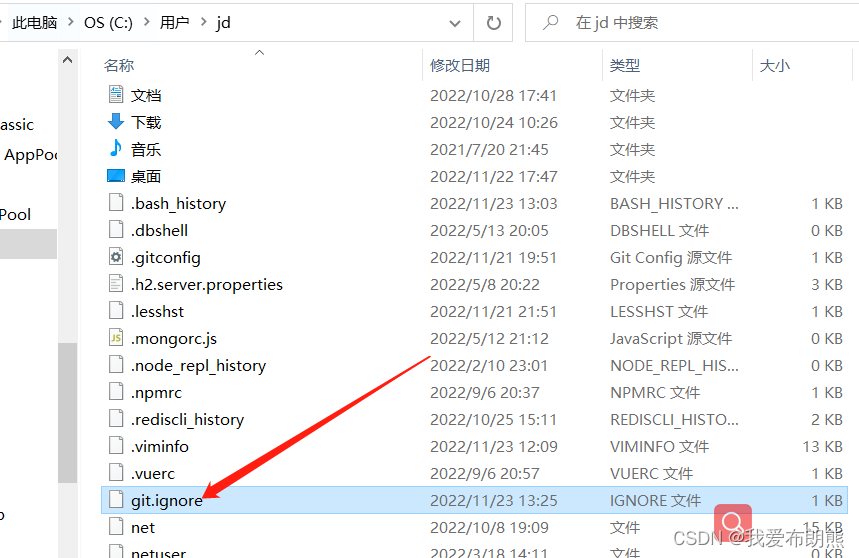 此电脑 > OS (C:) > 用户 > jd
在 jd 中搜索
名称 修改日期 类型 大小
assic
AppPoo
Pool
文档 2022/10/28 17:41 文件夹
下载 2022/10/24 10:26 文件夹
音乐 2021/7/20 21:45 文件夹
桌面 2022/11/22 17:47 文件夹
.bash_history 2022/11/23 13:03 BASH_HISTORY ... 1 KB
.dbshell 2022/5/13 20:05 DBSHELL 文件 0 KB
.gitconfig 2022/11/21 19:51 Git Config 源文件 1 KB
.h2.server.properties 2022/5/8 20:22 Properties 源文件 3 KB
.lesshst 2022/11/21 21:51 LESSHST 文件 1 KB
.mongorc.js 2022/5/12 21:12 JavaScript 源文件 0 KB
.node_repl_history 2022/2/10 23:01 NODE_REPL_HIS... 0 KB
.npmrc 2022/9/6 20:37 NPMRC 文件 1 KB
.rediscli_history 2022/10/25 15:11 REDISCLI_HISTO... 2 KB
.viminfo 2022/11/23 12:09 VIMINFO 文件 13 KB
.vuerc 2022/9/6 20:57 VUERC 文件 1 KB
git.ignore 2022/11/23 13:25 IGNORE 文件 1 KB
net 2022/10/8 19:09 文件 15 KB
netuser 2022/3/18 14:11 文件 0 KB
CSDN @我爱布朗熊